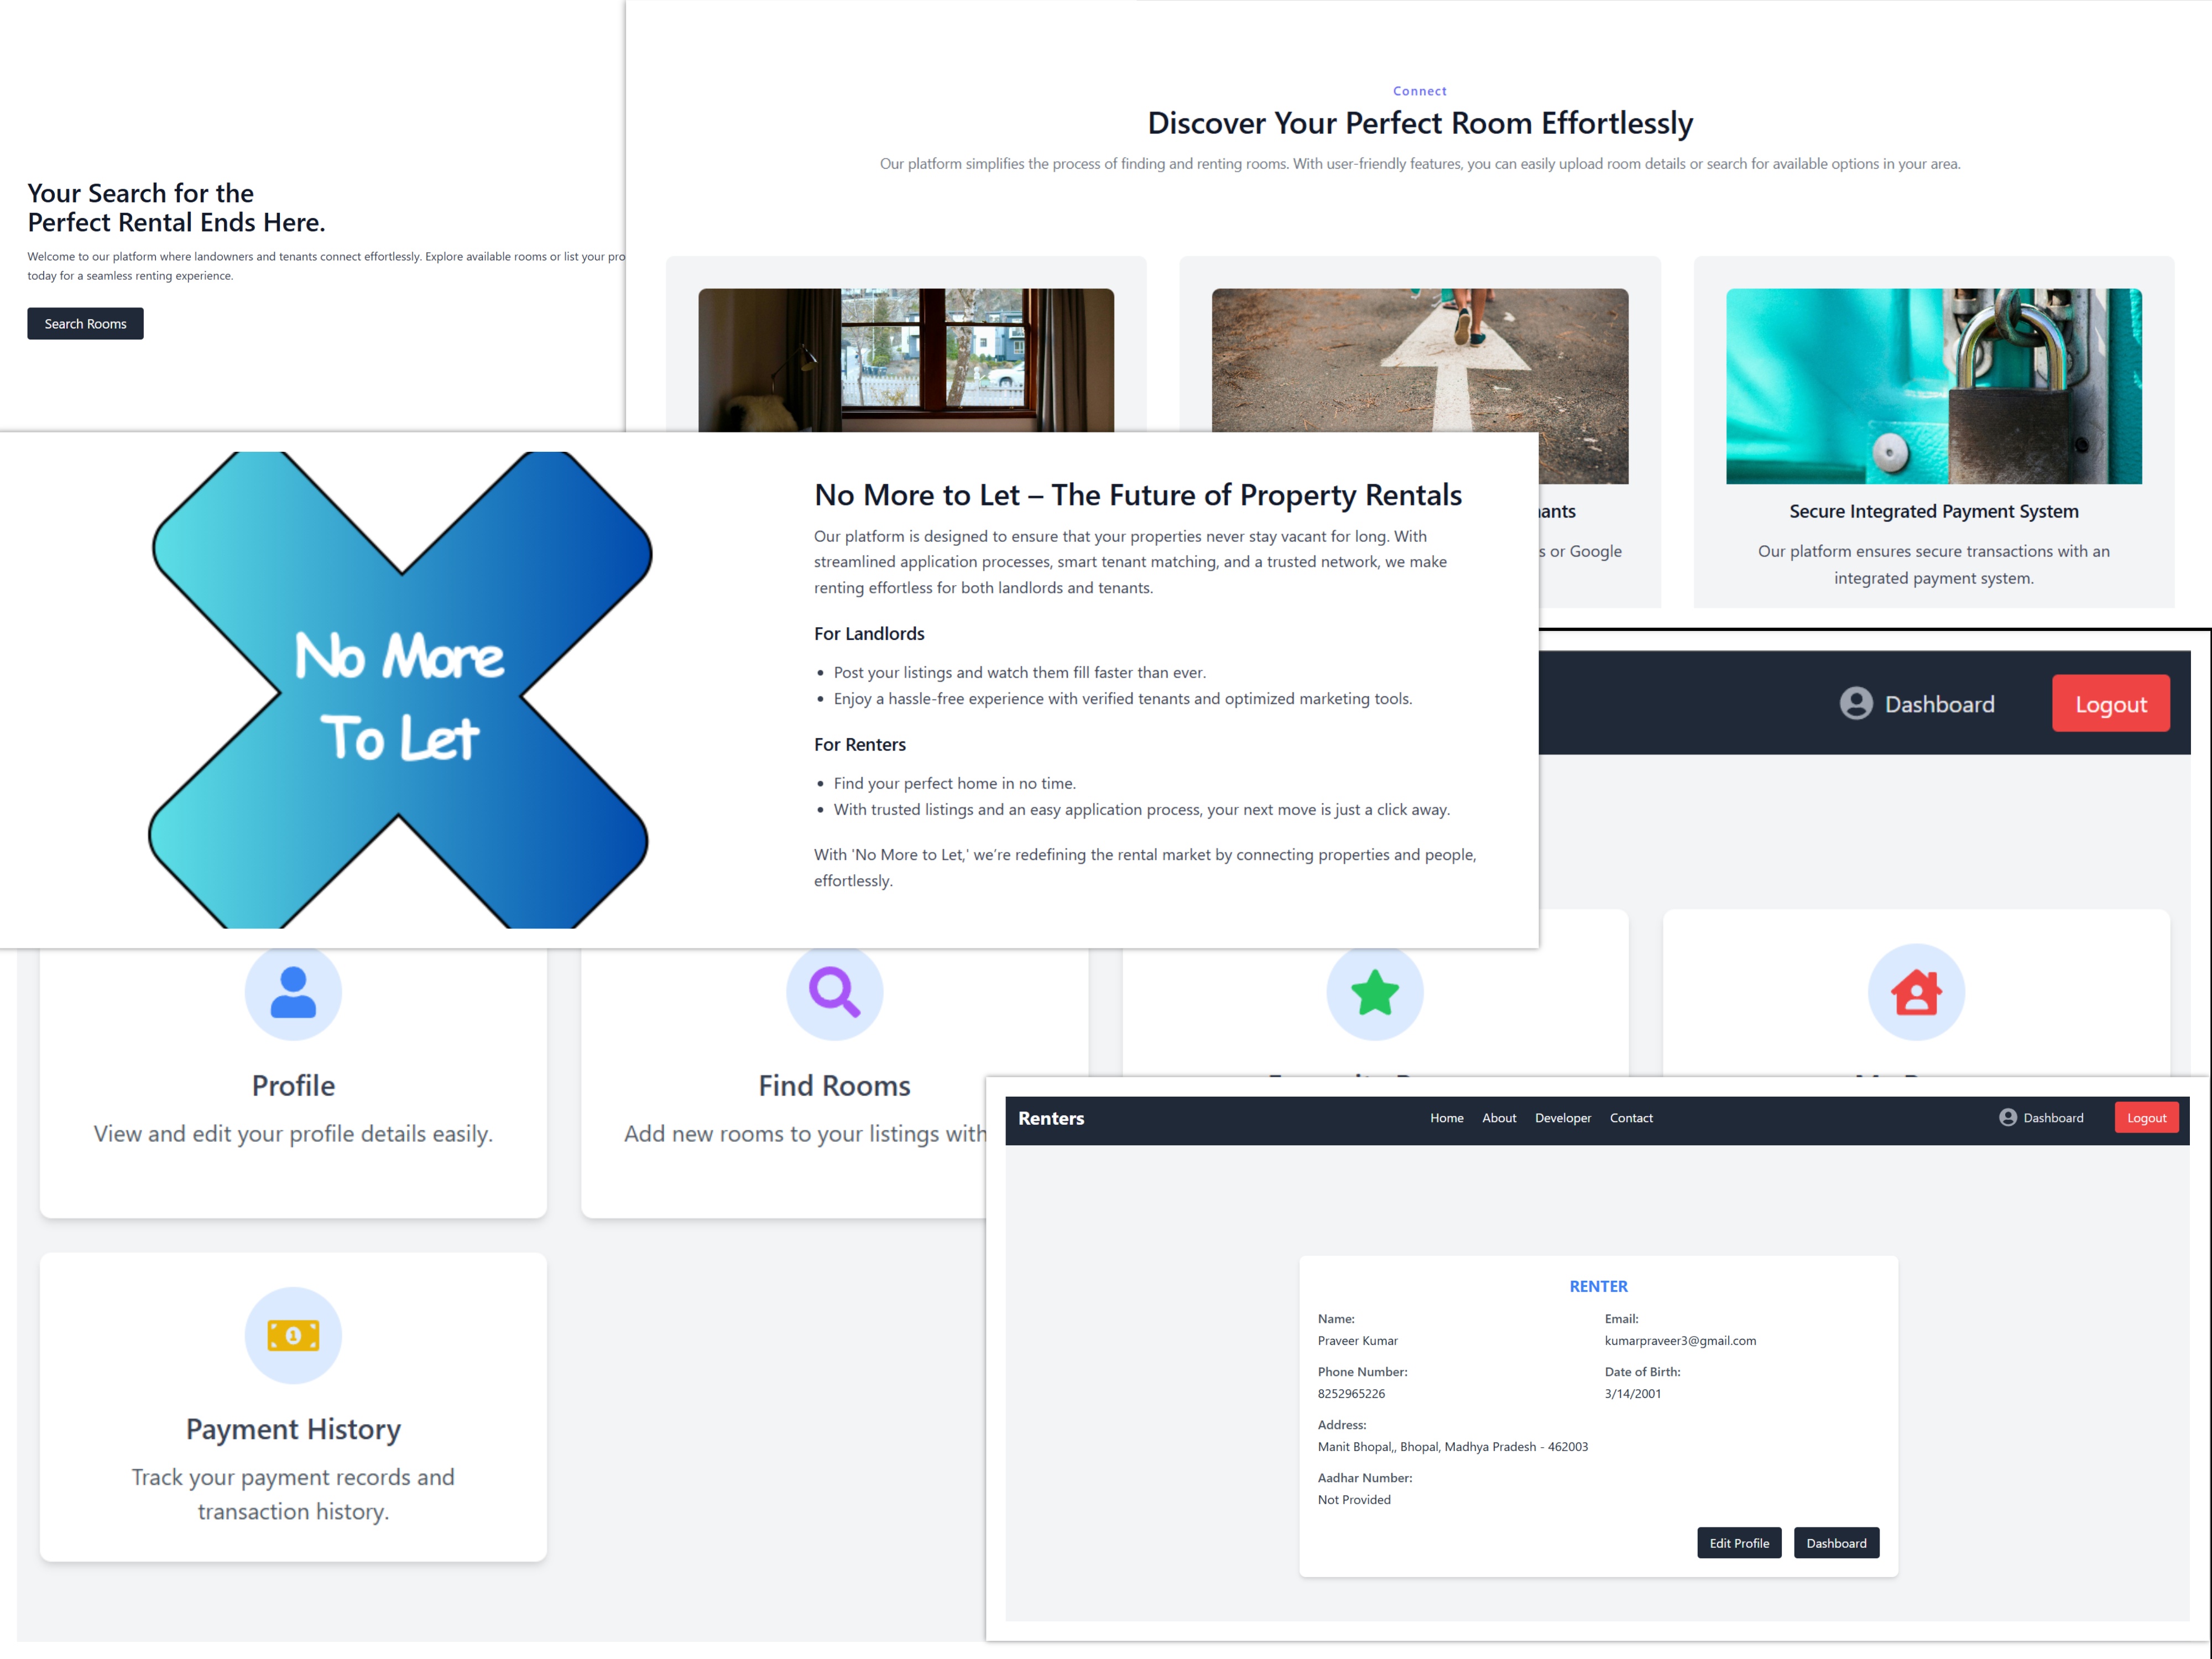 Your Search for the
Perfect Rental Ends Here.
Welcome to our platform where landowners and tenants connect effortlessly. Explore available rooms or list your
today for a seamless renting experience.
Search Rooms
Connect
Discover Your Perfect Room Effortlessly
Our platform simplifies the process of finding and renting rooms. With user-friendly features, you can easily upload room details or search for available options in your area.
s or Google
Secure Integrated Payment System
Our platform ensures secure transactions with an
integrated payment system.
No More
To Let
No More to Let – The Future of Property Rentals
Our platform is designed to ensure that your properties never stay vacant for long. With
streamlined application processes, smart tenant matching, and a trusted network, we make
renting effortless for both landlords and tenants.
For Landlords
• Post your listings and watch them fill faster than ever.
• Enjoy a hassle-free experience with verified tenants and optimized marketing tools.
For Renters
• Find your perfect home in no time.
• With trusted listings and an easy application process, your next move is just a click away.
With 'No More to Let,' we're redefining the rental market by connecting properties and people,
effortlessly.
Dashboard
Logout
Profile
View and edit your profile details easily.
Find Rooms
Add new rooms to your listings with
Payment History
Track your payment records and
transaction history.
Renters
Home About Developer Contact
Dashboard
Logout
RENTER
Name:
Praveer Kumar
Email:
kumarpraveer3@gmail.com
Phone Number:
8252965226
Date of Birth:
3/14/2001
Address:
Manit Bhopal,, Bhopal, Madhya Pradesh - 462003
Aadhar Number:
Not Provided
Edit Profile
Dashboard